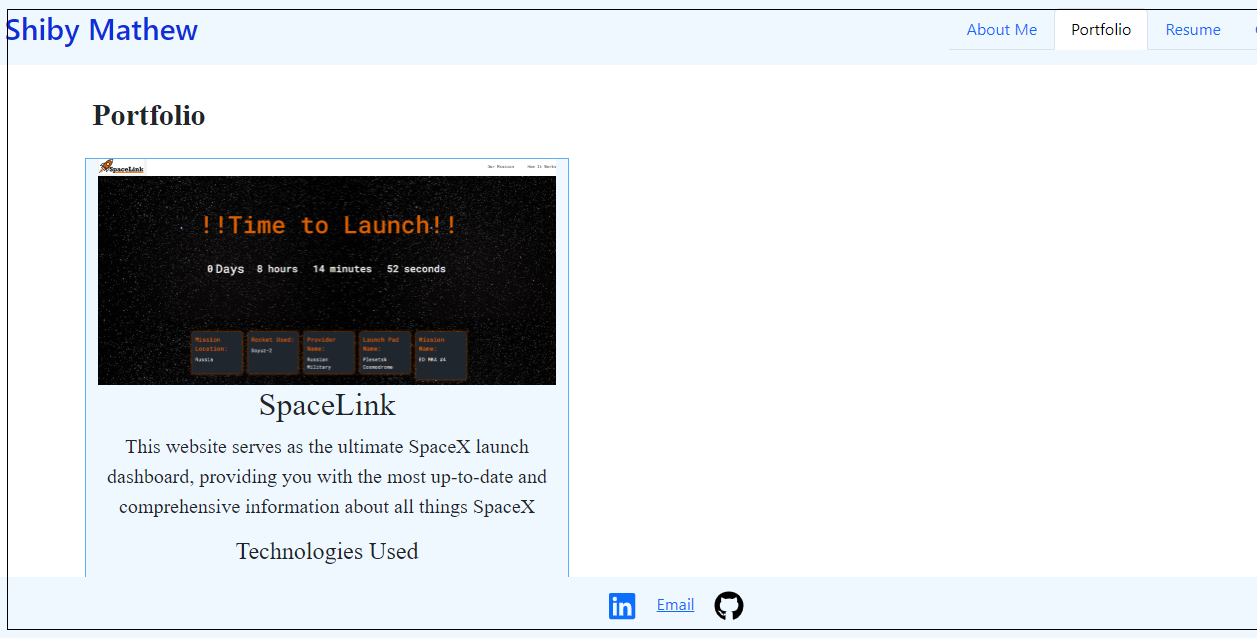 Shiby Mathew
About Me
Portfolio
Resume
Portfolio
SpaceLink
Our Missions
How It Works
!!Time to Launch!!
0 Days 8 hours 14 minutes 52 seconds
Mission
Location:
Russia
Rocket Used:
Soyuz-2
Provider
Name:
Russian
Military
Launch Pad
Name:
Plesetsk
Cosmodrome
Mission
Name:
EO MKA #4
SpaceLink
This website serves as the ultimate SpaceX launch
dashboard, providing you with the most up-to-date and
comprehensive information about all things SpaceX
Technologies Used
in
Email